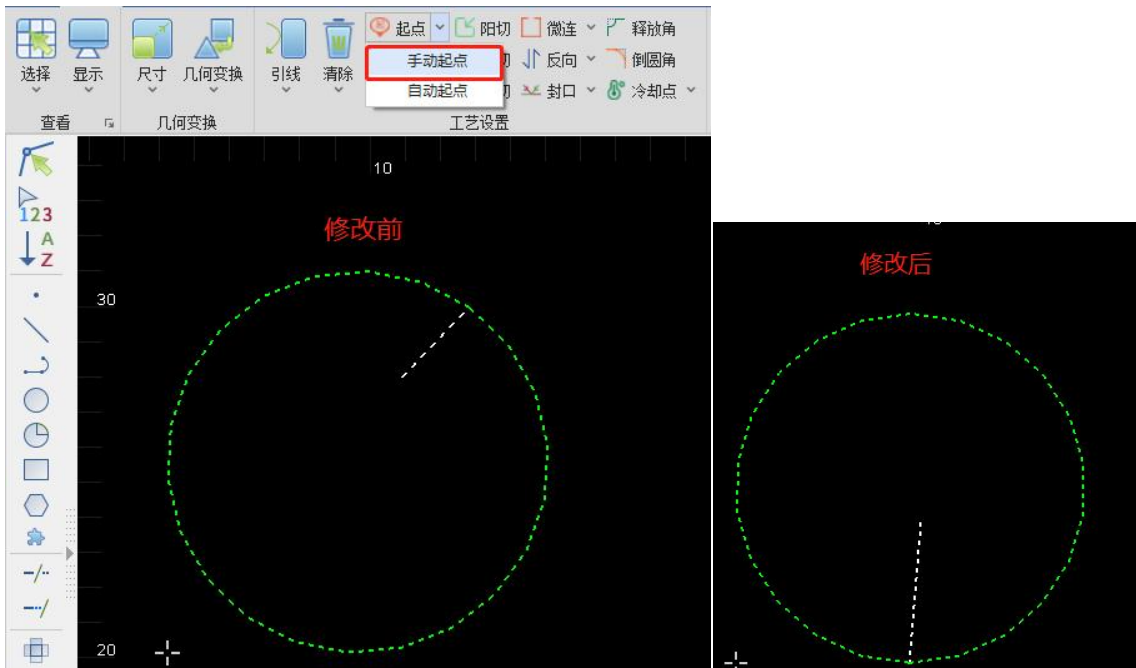 起点 阳切 微连 释放角
选择 显示 尺寸 几何变换 引线 清除 手动起点 反向 倒圆角
自动起点 封口 冷却点
查看 几何变换 工艺设置
123
A
Z
10
修改前
30
20
修改后